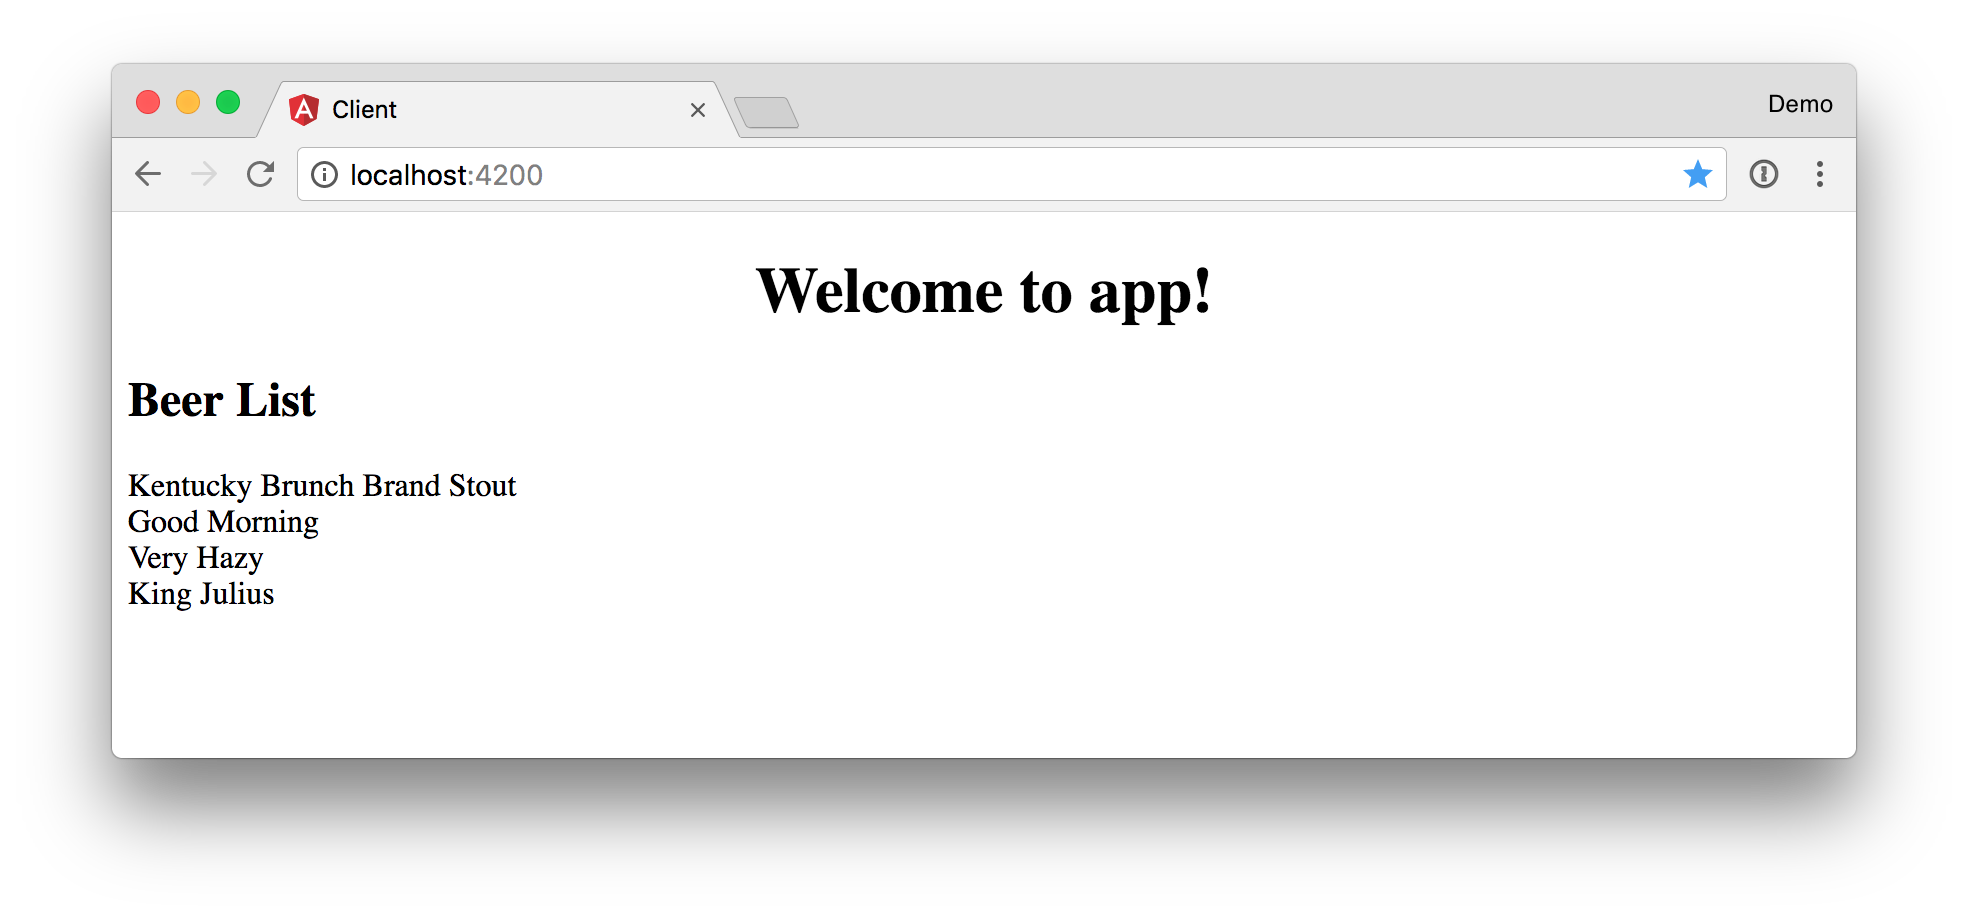 Client
Demo
localhost:4200
Welcome to app!
Beer List
Kentucky Brunch Brand Stout
Good Morning
Very Hazy
King Julius